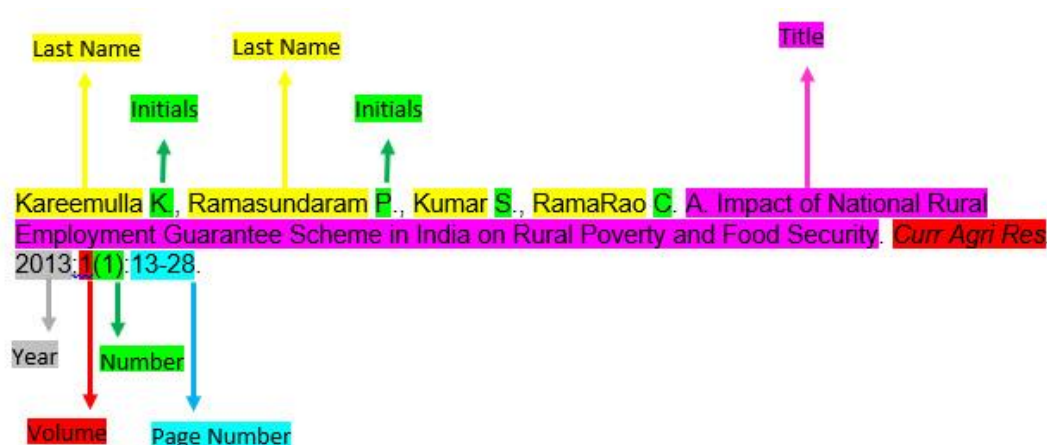 Last Name Last Name Title
Initials Initials
Kareemulla K., Ramasundaram P., Kumar S., RamaRao C. A. Impact of National Rural
Employment Guarantee Scheme in India on Rural Poverty and Food Security. Curr Agri Res
2013;1(1):13-28.
Year Number
Volume Page Number